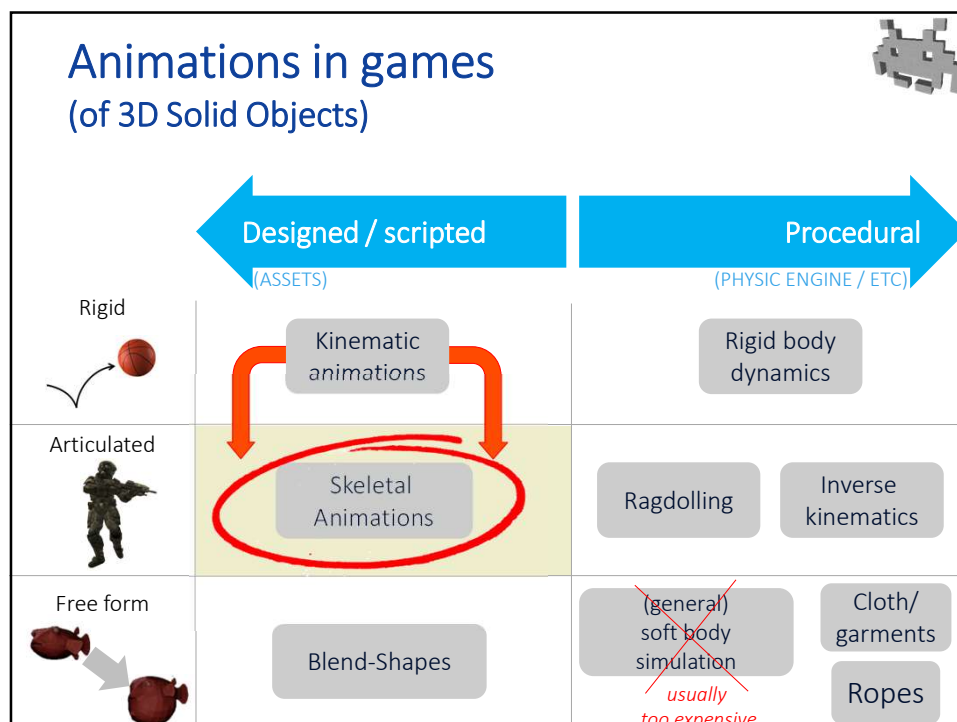 Animations in games
(of 3D Solid Objects)
Designed / scripted
Procedural
(ASSETS)
(PHYSIC ENGINE / ETC)
Rigid
Kinematic
animations
Rigid body
dynamics
Articulated
Skeletal
Animations
Ragdolling
Inverse
kinematics
Free form
Blend-Shapes
(general)
soft body
simulation
usually
too expensive
Cloth/
garments
Ropes